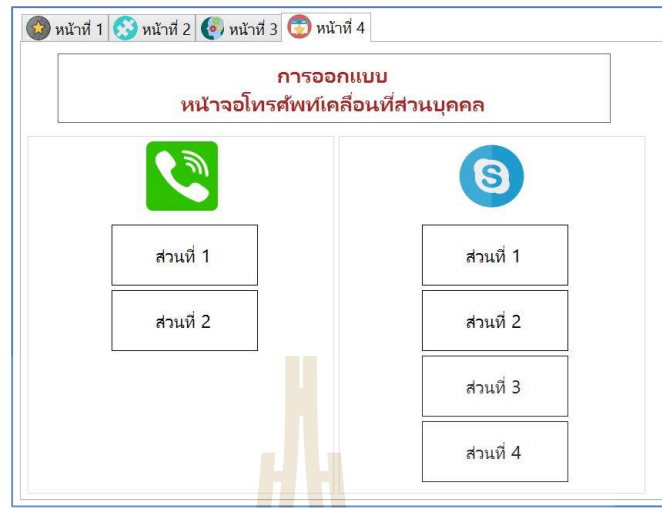 หน้าที่ 1 หน้าที่ 2 หน้าที่ 3 หน้าที่ 4
การออกแบบ
หน้าจอโทรศัพท์เคลื่อนที่ส่วนบุคคล
S
ส่วนที่ 1
ส่วนที่ 2
ส่วนที่ 1
ส่วนที่ 2
ส่วนที่ 3
ส่วนที่ 4